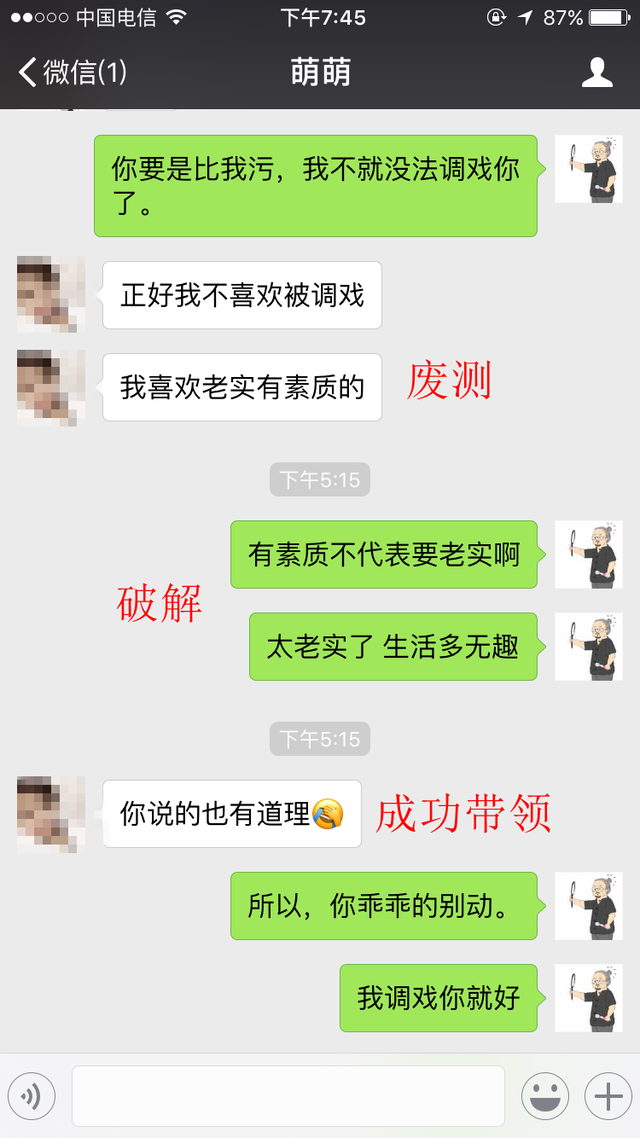 中国电信 下午7:45 87%
微信(1) 萌萌
你要是比我污，我不就没法调戏你
了。
正好我不喜欢被调戏
我喜欢老实有素质的
废测
下午5:15
有素质不代表要老实啊
破解
太老实了 生活多无趣
下午5:15
你说的也有道理🤦
成功带领
所以，你乖乖的别动。
我调戏你就好